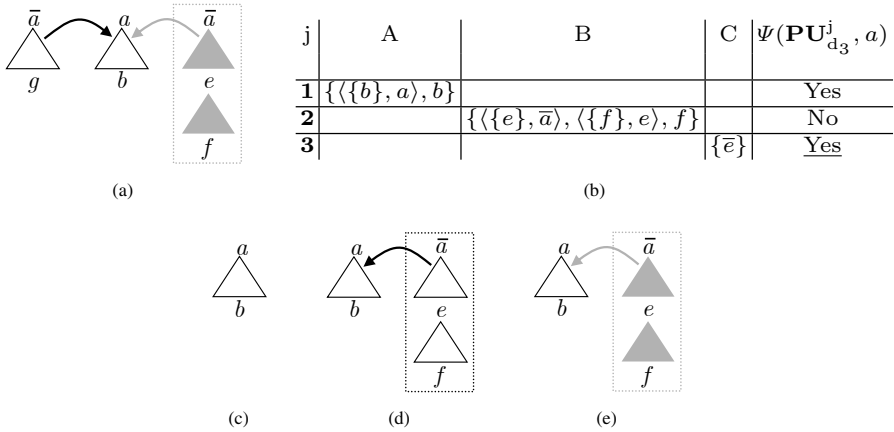 a̅ a a̅
g b e
f
(a)
j A B C Ψ(PU^j_{d_3}, a)
1 {⟨{b}, a⟩, b} Yes
2 {⟨{e}, a̅⟩, ⟨{f}, e⟩, f} No
3 {e̅} Yes
(b)
a a a̅ a a̅
b b e b e
f f
(c) (d) (e)